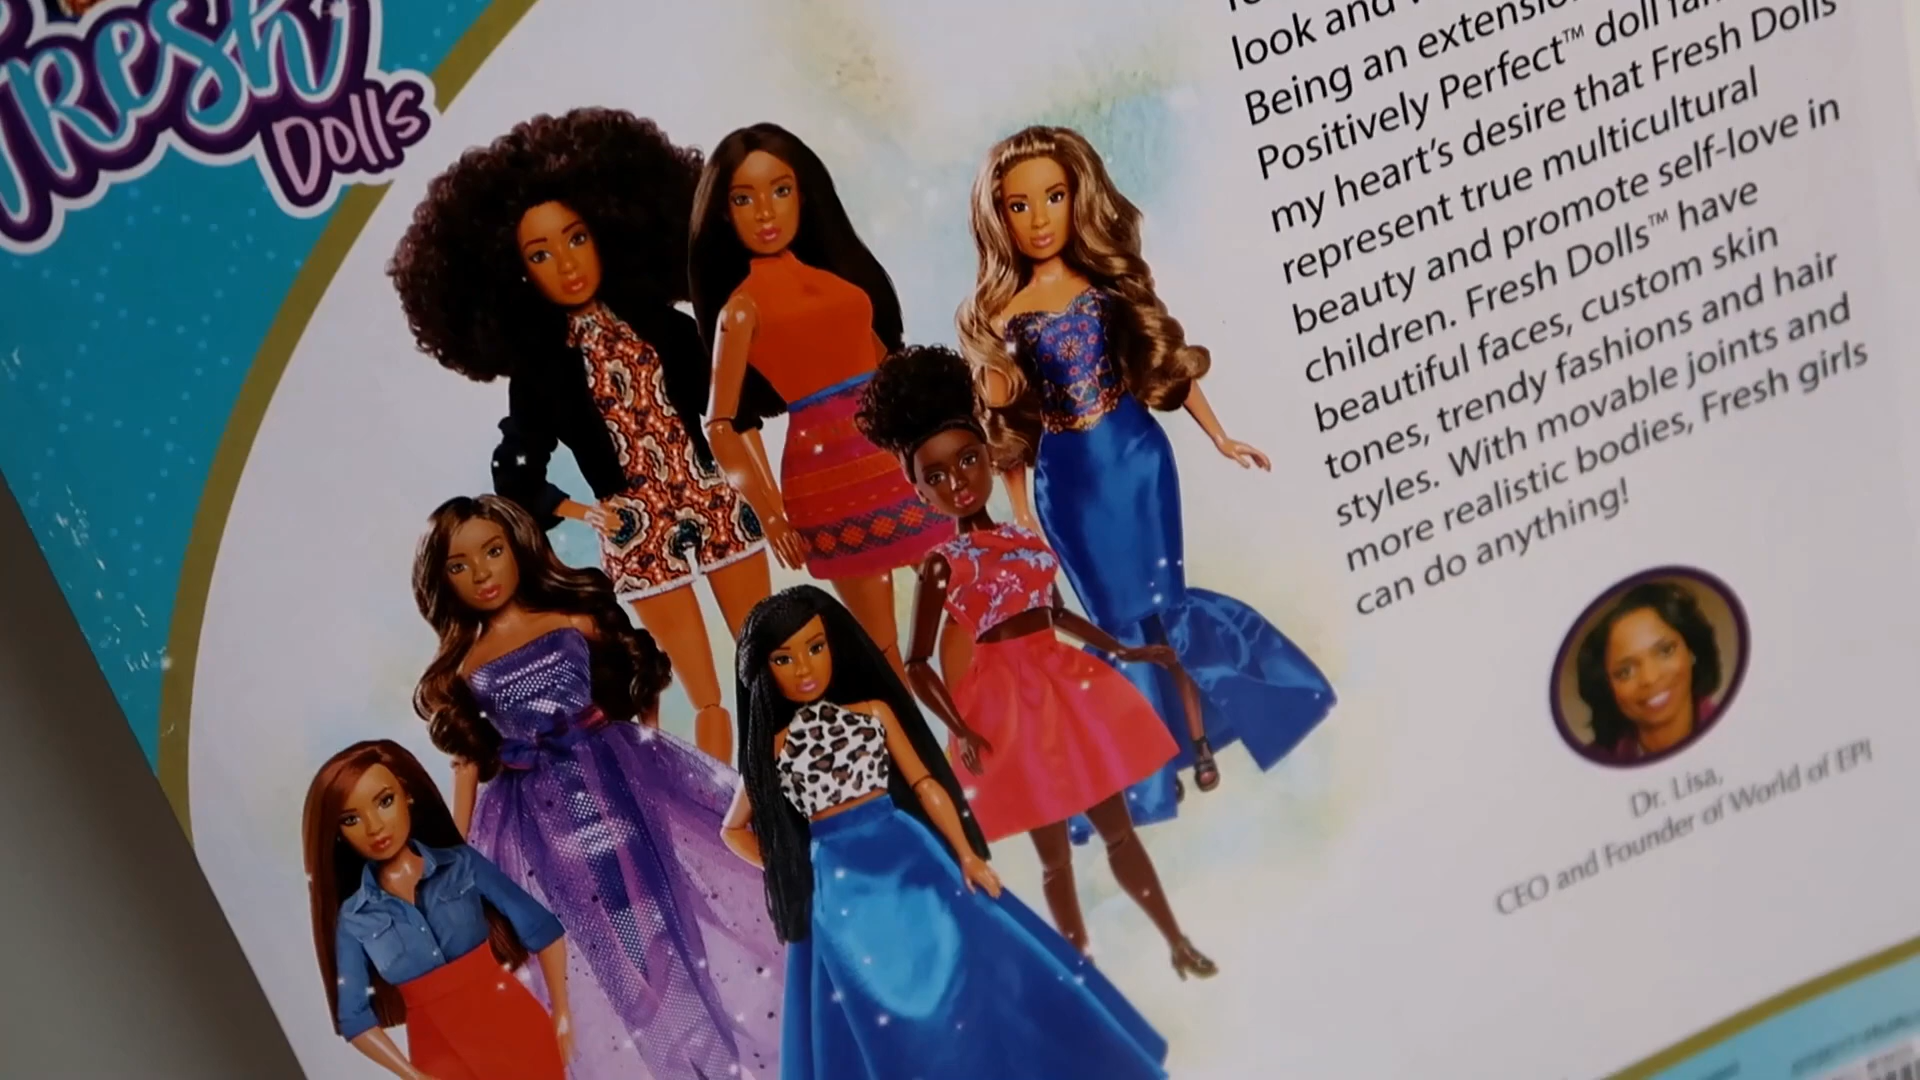 Fresh
Dolls
look and
Being an
Positively Perfect™ doll
my heart's desire that Fresh Dolls
represent true multicultural
beauty and promote self-love in
children. Fresh Dolls™ have
beautiful faces, custom skin
tones, trendy fashions and hair
styles. With movable joints and
more realistic bodies, Fresh girls
can do anything!
Dr. Lisa,
CEO and Founder of World of EPI